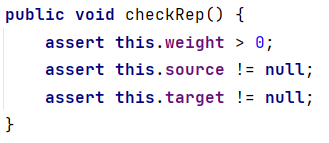 public void checkRep() {
    assert this.weight > 0;
    assert this.source != null;
    assert this.target != null;
}